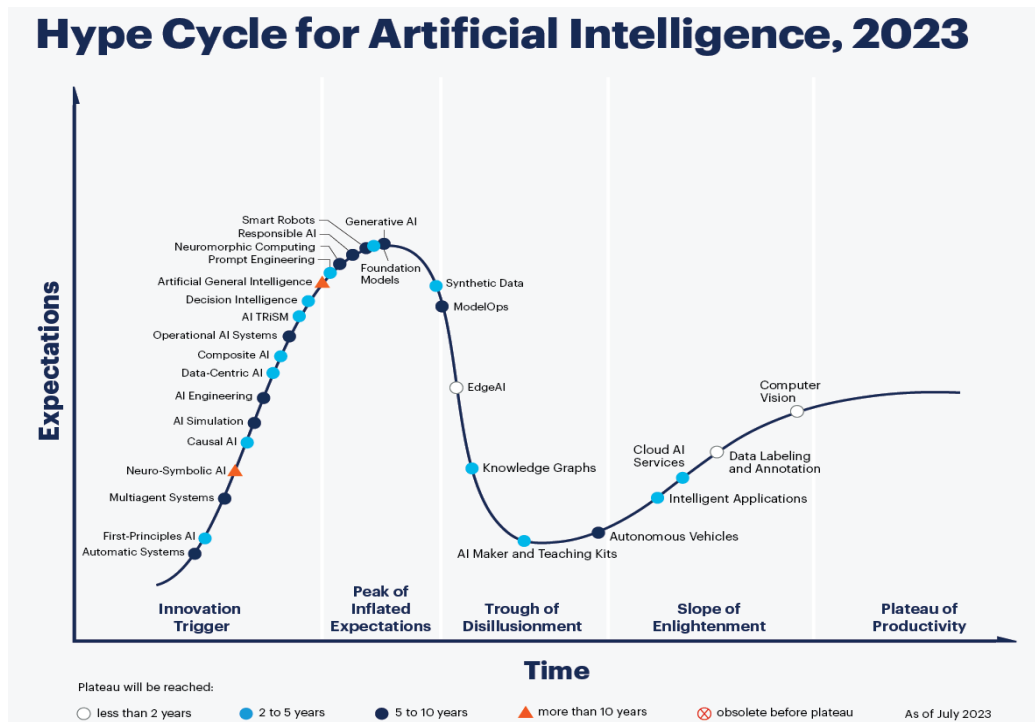 Hype Cycle for Artificial Intelligence, 2023
Expectations
Smart Robots
Responsible AI
Neuromorphic Computing
Prompt Engineering
Artificial General Intelligence
Decision Intelligence
AI TRiSM
Operational AI Systems
Composite AI
Data-Centric AI
AI Engineering
AI Simulation
Causal AI
Neuro-Symbolic AI
Multiagent Systems
First-Principles AI
Automatic Systems
Generative AI
Foundation
Models
Synthetic Data
ModelOps
EdgeAI
Knowledge Graphs
AI Maker and Teaching Kits
Autonomous Vehicles
Intelligent Applications
Cloud AI
Services
Data Labeling
and Annotation
Computer
Vision
Innovation
Trigger
Peak of
Inflated
Expectations
Trough of
Disillusionment
Slope of
Enlightenment
Plateau of
Productivity
Time
Plateau will be reached:
less than 2 years
2 to 5 years
5 to 10 years
more than 10 years
obsolete before plateau
As of July 2023